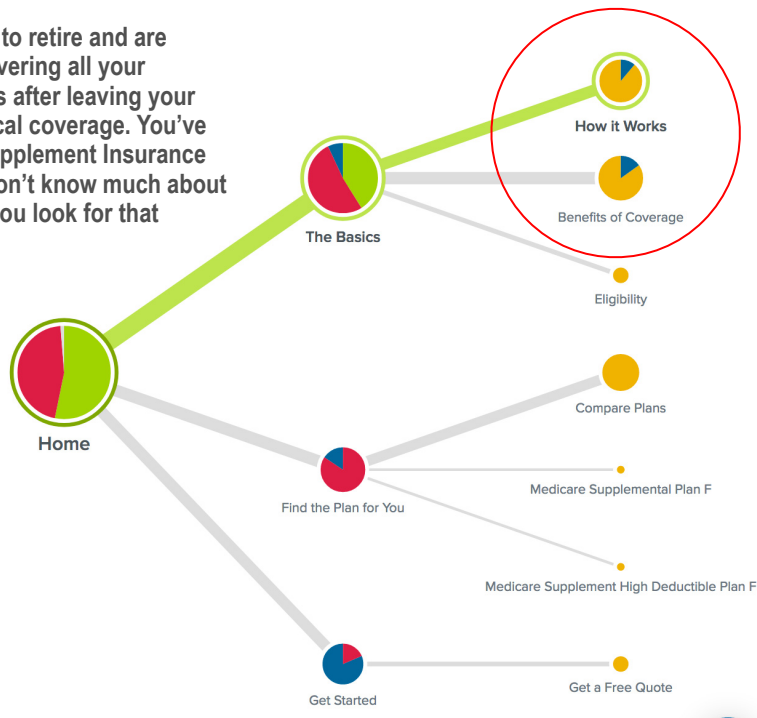 to retire and are
vering all your
s after leaving your
cal coverage. You've
upplement Insurance
on't know much about
ou look for that
How it Works
Benefits of Coverage
The Basics
Eligibility
Compare Plans
Home
Medicare Supplemental Plan F
Find the Plan for You
Medicare Supplement High Deductible Plan F
Get a Free Quote
Get Started